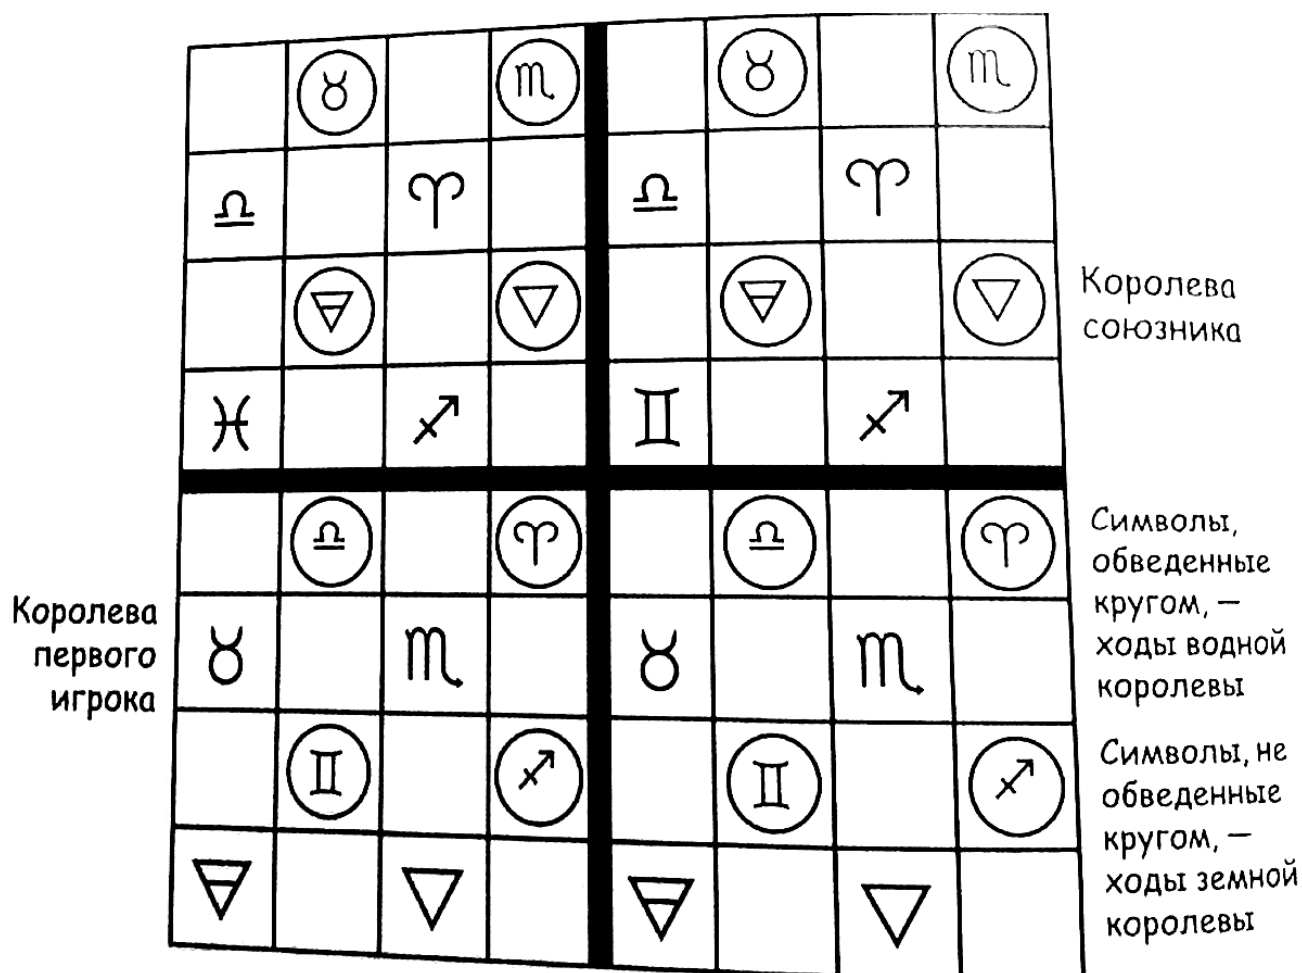 ♉ ♏ ♉ ♏
♎ ♈ ♎ ♈
🜃 🜄 🜃 🜄
Королева
союзника
♓ ♐ ♊ ♐
♎ ♈ ♎ ♈
Королева
первого
игрока
♉ ♏ ♉ ♏
♊ ♐ ♊ ♐
🜃 🜄 🜃 🜄
Символы,
обведенные
кругом, —
ходы водной
королевы
Символы, не
обведенные
кругом, —
ходы земной
королевы